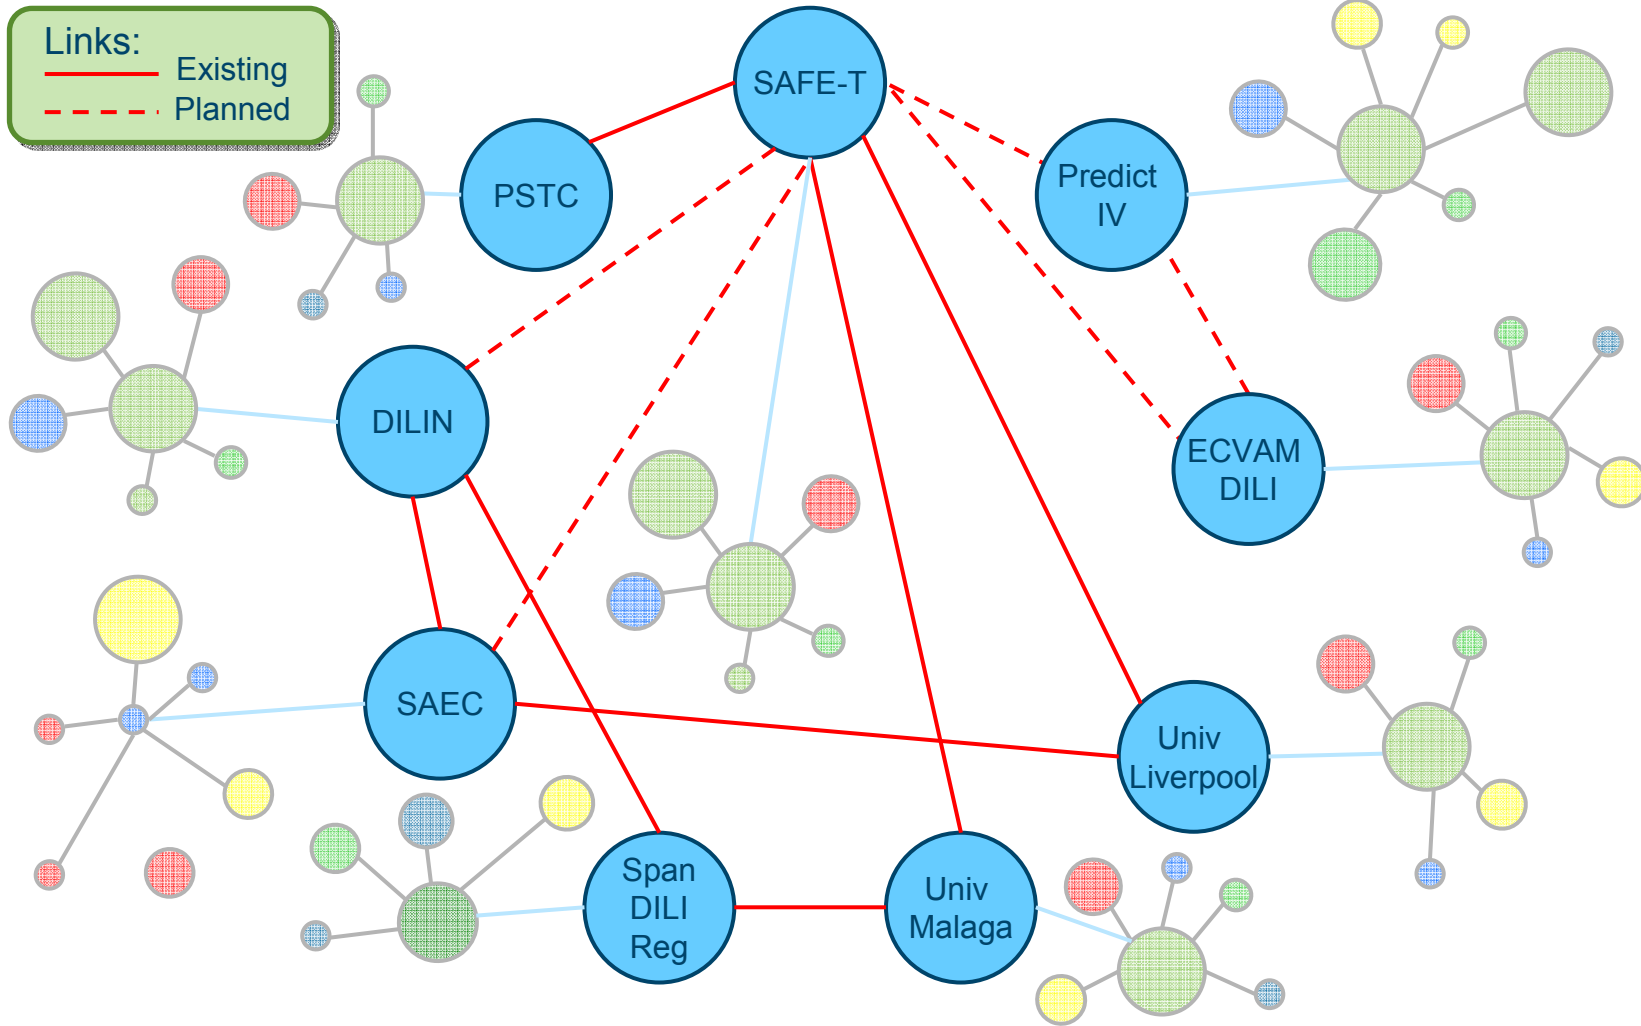 Links:
Existing
Planned
SAFE-T
PSTC
Predict
IV
DILIN
ECVAM
DILI
SAEC
Univ
Liverpool
Span
DILI
Reg
Univ
Malaga